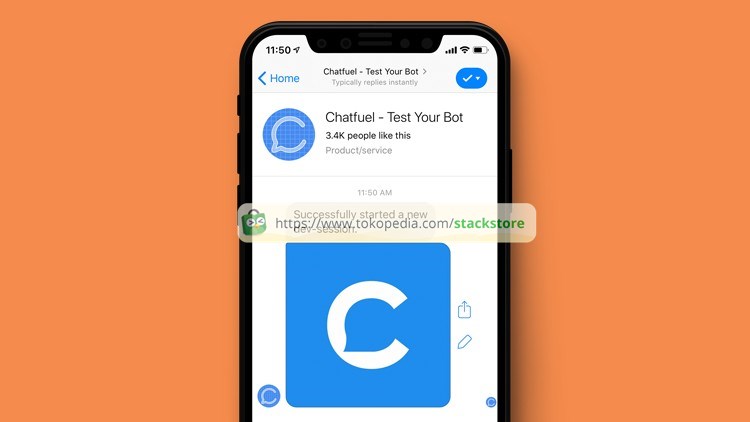 11:50
Home
Chatfuel - Test Your Bot
Typically replies instantly
Chatfuel - Test Your Bot
3.4K people like this
Product/service
11:50 AM
Successfully started a new
dev-session.
https://www.tokopedia.com/stackstore